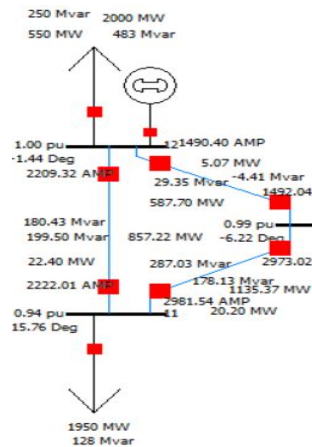 250 Mvar 2000 MW
550 MW 483 Mvar
1.00 pu 12 1490.40 AMP
-1.44 Deg 5.07 MW
2209.32 AMP -4.41 Mvar
29.35 Mvar 1492.04
587.70 MW
180.43 Mvar 0.99 pu
199.50 Mvar 857.22 MW -6.22 Deg
287.03 Mvar 2973.02
22.40 MW 178.13 Mvar
2222.01 AMP 1135.37 MW
2981.54 AMP
0.94 pu 11 20.20 MW
15.76 Deg
1950 MW
128 Mvar